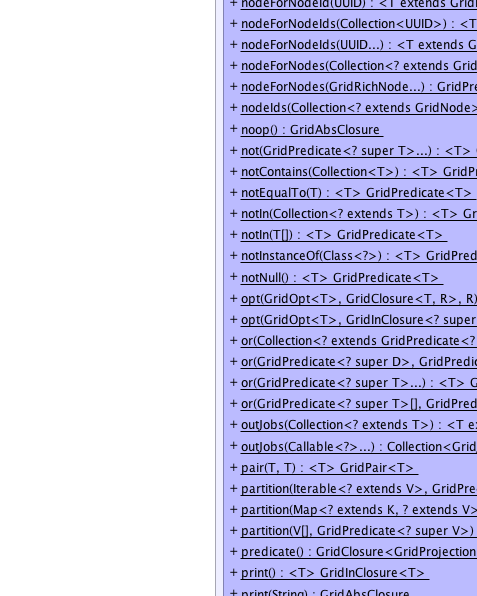 + nodeForNodeId(UUID) : <T extends Grid
+ nodeForNodeIds(Collection<UUID>) : <T
+ nodeForNodeIds(UUID...) : <T extends G
+ nodeForNodes(Collection<? extends Grid
+ nodeForNodes(GridRichNode...) : GridPre
+ nodeIds(Collection<? extends GridNode>
+ noop() : GridAbsClosure
+ not(GridPredicate<? super T>...) : <T>
+ notContains(Collection<T>) : <T> GridPr
+ notEqualTo(T) : <T> GridPredicate<T>
+ notIn(Collection<? extends T>) : <T> Gr
+ notIn(T[]) : <T> GridPredicate<T>
+ notInstanceOf(Class<?>) : <T> GridPred
+ notNull() : <T> GridPredicate<T>
+ opt(GridOpt<T>, GridClosure<T, R>, R)
+ opt(GridOpt<T>, GridInClosure<? super
+ or(Collection<? extends GridPredicate<?
+ or(GridPredicate<? super D>, GridPredic
+ or(GridPredicate<? super T>...) : <T> G
+ or(GridPredicate<? super T>[], GridPred
+ outJobs(Collection<? extends T>) : <T ex
+ outJobs(Callable<?>...) : Collection<Grid
+ pair(T, T) : <T> GridPair<T>
+ partition(Iterable<? extends V>, GridPre
+ partition(Map<? extends K, ? extends V>
+ partition(V[], GridPredicate<? super V>)
+ predicate() : GridClosure<GridProjection
+ print() : <T> GridInClosure<T>
+ print(String) : GridAbsClosure